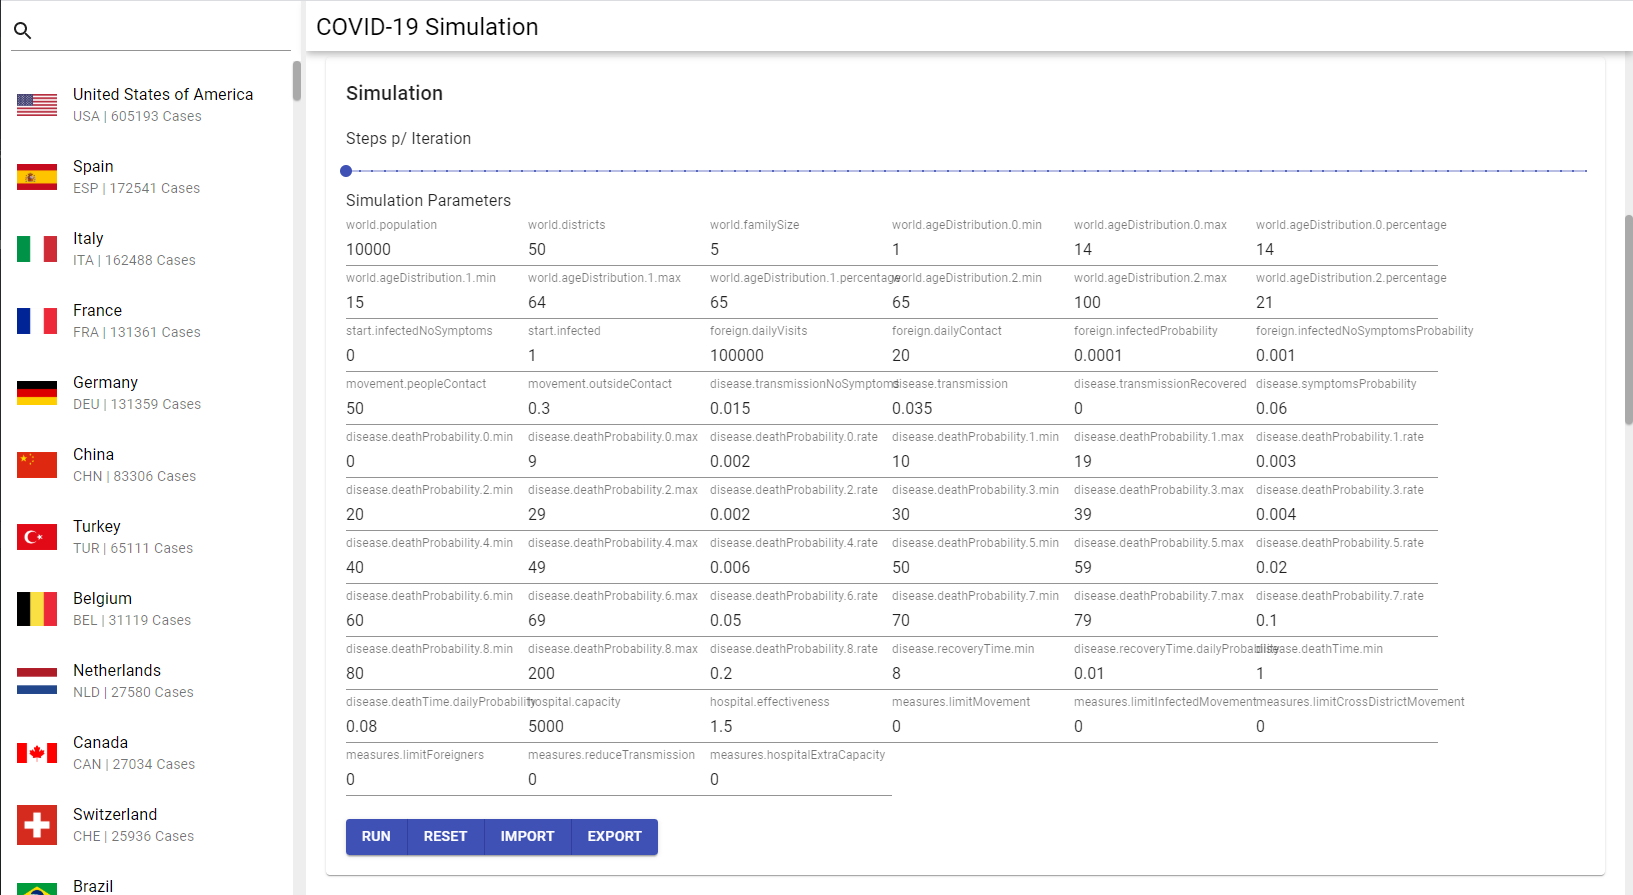 COVID-19 Simulation
United States of America
USA | 605193 Cases
Spain
ESP | 172541 Cases
Italy
ITA | 162488 Cases
France
FRA | 131361 Cases
Germany
DEU | 131359 Cases
China
CHN | 83306 Cases
Turkey
TUR | 65111 Cases
Belgium
BEL | 31119 Cases
Netherlands
NLD | 27580 Cases
Canada
CAN | 27034 Cases
Switzerland
CHE | 25936 Cases
Brazil
Simulation
Steps p/ Iteration
Simulation Parameters
world.population world.districts world.familySize world.ageDistribution.0.min world.ageDistribution.0.max world.ageDistribution.0.percentage
10000 50 5 1 14 14
world.ageDistribution.1.min world.ageDistribution.1.max world.ageDistribution.1.percentage world.ageDistribution.2.min world.ageDistribution.2.max world.ageDistribution.2.percentage
15 64 65 65 100 21
start.infectedNoSymptoms start.infected foreign.dailyVisits foreign.dailyContact foreign.infectedProbability foreign.infectedNoSymptomsProbability
0 1 100000 20 0.0001 0.001
movement.peopleContact movement.outsideContact disease.transmissionNoSymptoms disease.transmission disease.transmissionRecovered disease.symptomsProbability
50 0.3 0.015 0.035 0 0.06
disease.deathProbability.0.min disease.deathProbability.0.max disease.deathProbability.0.rate disease.deathProbability.1.min disease.deathProbability.1.max disease.deathProbability.1.rate
0 9 0.002 10 19 0.003
disease.deathProbability.2.min disease.deathProbability.2.max disease.deathProbability.2.rate disease.deathProbability.3.min disease.deathProbability.3.max disease.deathProbability.3.rate
20 29 0.002 30 39 0.004
disease.deathProbability.4.min disease.deathProbability.4.max disease.deathProbability.4.rate disease.deathProbability.5.min disease.deathProbability.5.max disease.deathProbability.5.rate
40 49 0.006 50 59 0.02
disease.deathProbability.6.min disease.deathProbability.6.max disease.deathProbability.6.rate disease.deathProbability.7.min disease.deathProbability.7.max disease.deathProbability.7.rate
60 69 0.05 70 79 0.1
disease.deathProbability.8.min disease.deathProbability.8.max disease.deathProbability.8.rate disease.recoveryTime.min disease.recoveryTime.dailyProbability disease.deathTime.min
80 200 0.2 8 0.01 1
disease.deathTime.dailyProbability hospital.capacity hospital.effectiveness measures.limitMovement measures.limitInfectedMovement measures.limitCrossDistrictMovement
0.08 5000 1.5 0 0 0
measures.limitForeigners measures.reduceTransmission measures.hospitalExtraCapacity
0 0 0
RUN RESET IMPORT EXPORT